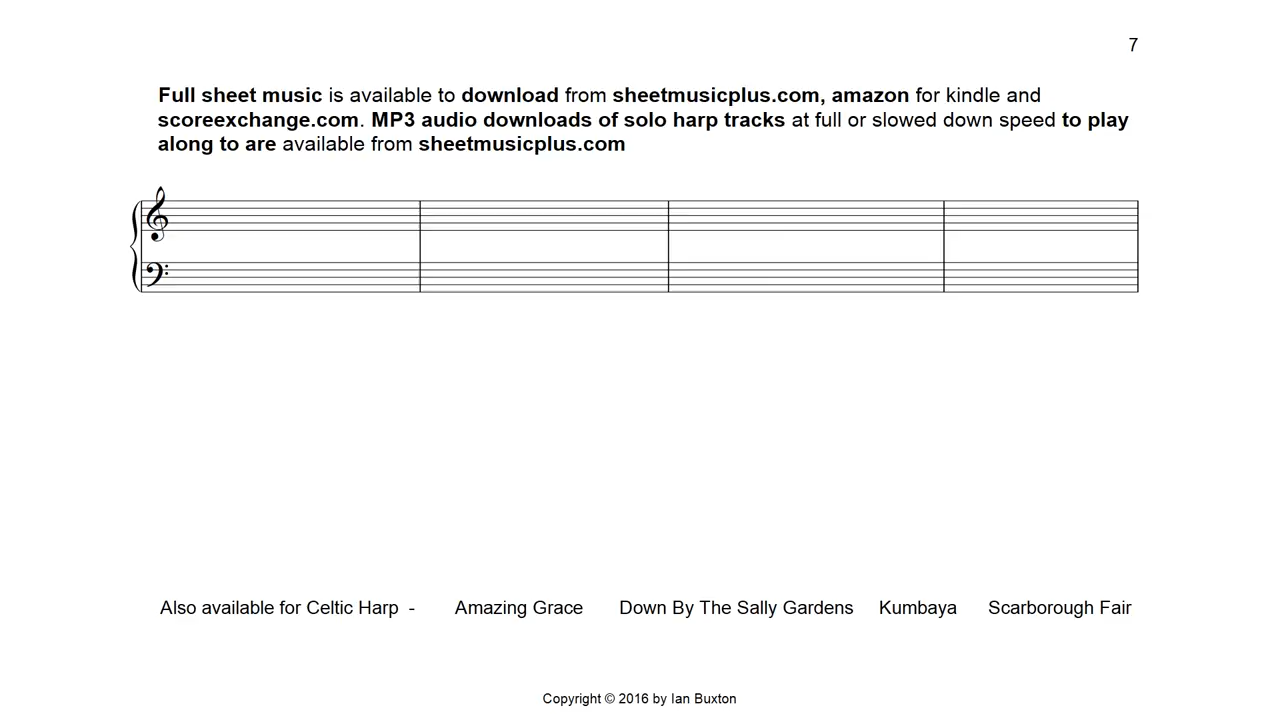 7
Full sheet music is available to download from sheetmusicplus.com, amazon for kindle and
scoreexchange.com. MP3 audio downloads of solo harp tracks at full or slowed down speed to play
along to are available from sheetmusicplus.com
Also available for Celtic Harp - Amazing Grace Down By The Sally Gardens Kumbaya Scarborough Fair
Copyright © 2016 by Ian Buxton